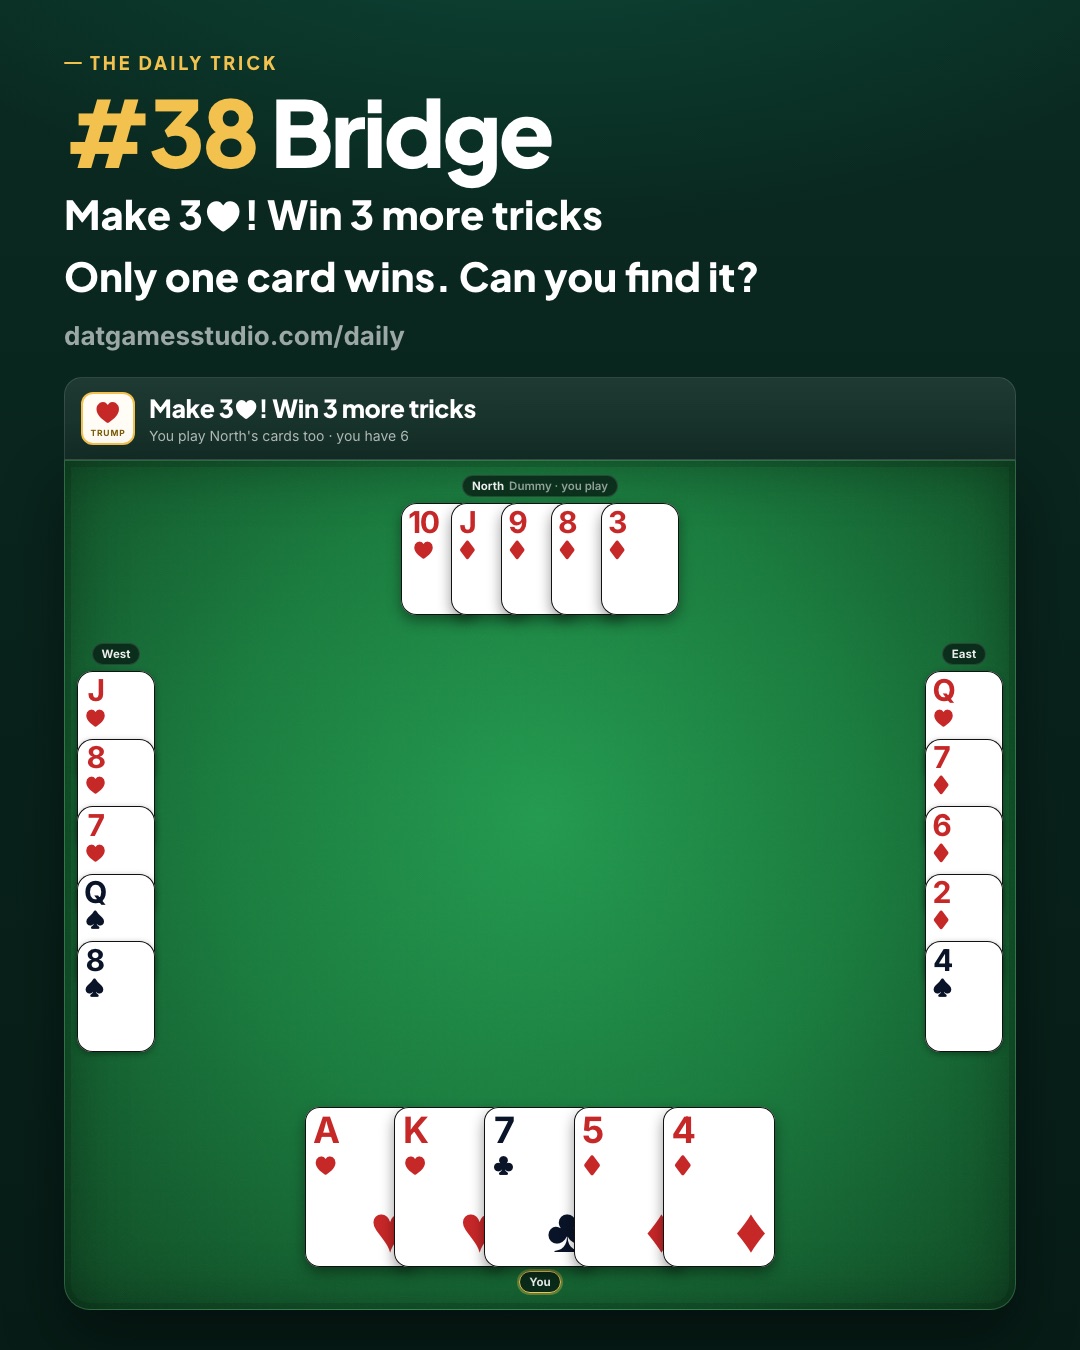 — THE DAILY TRICK
#38 Bridge
Make 3♥! Win 3 more tricks
Only one card wins. Can you find it?
datgamesstudio.com/daily
♥ TRUMP
Make 3♥! Win 3 more tricks
You play North's cards too · you have 6
North Dummy · you play
10♥ J♦ 9♦ 8♦ 3♦
West
J♥
8♥
7♥
Q♠
8♠
East
Q♥
7♦
6♦
2♦
4♠
A♥ K♥ 7♣ 5♦ 4♦
You